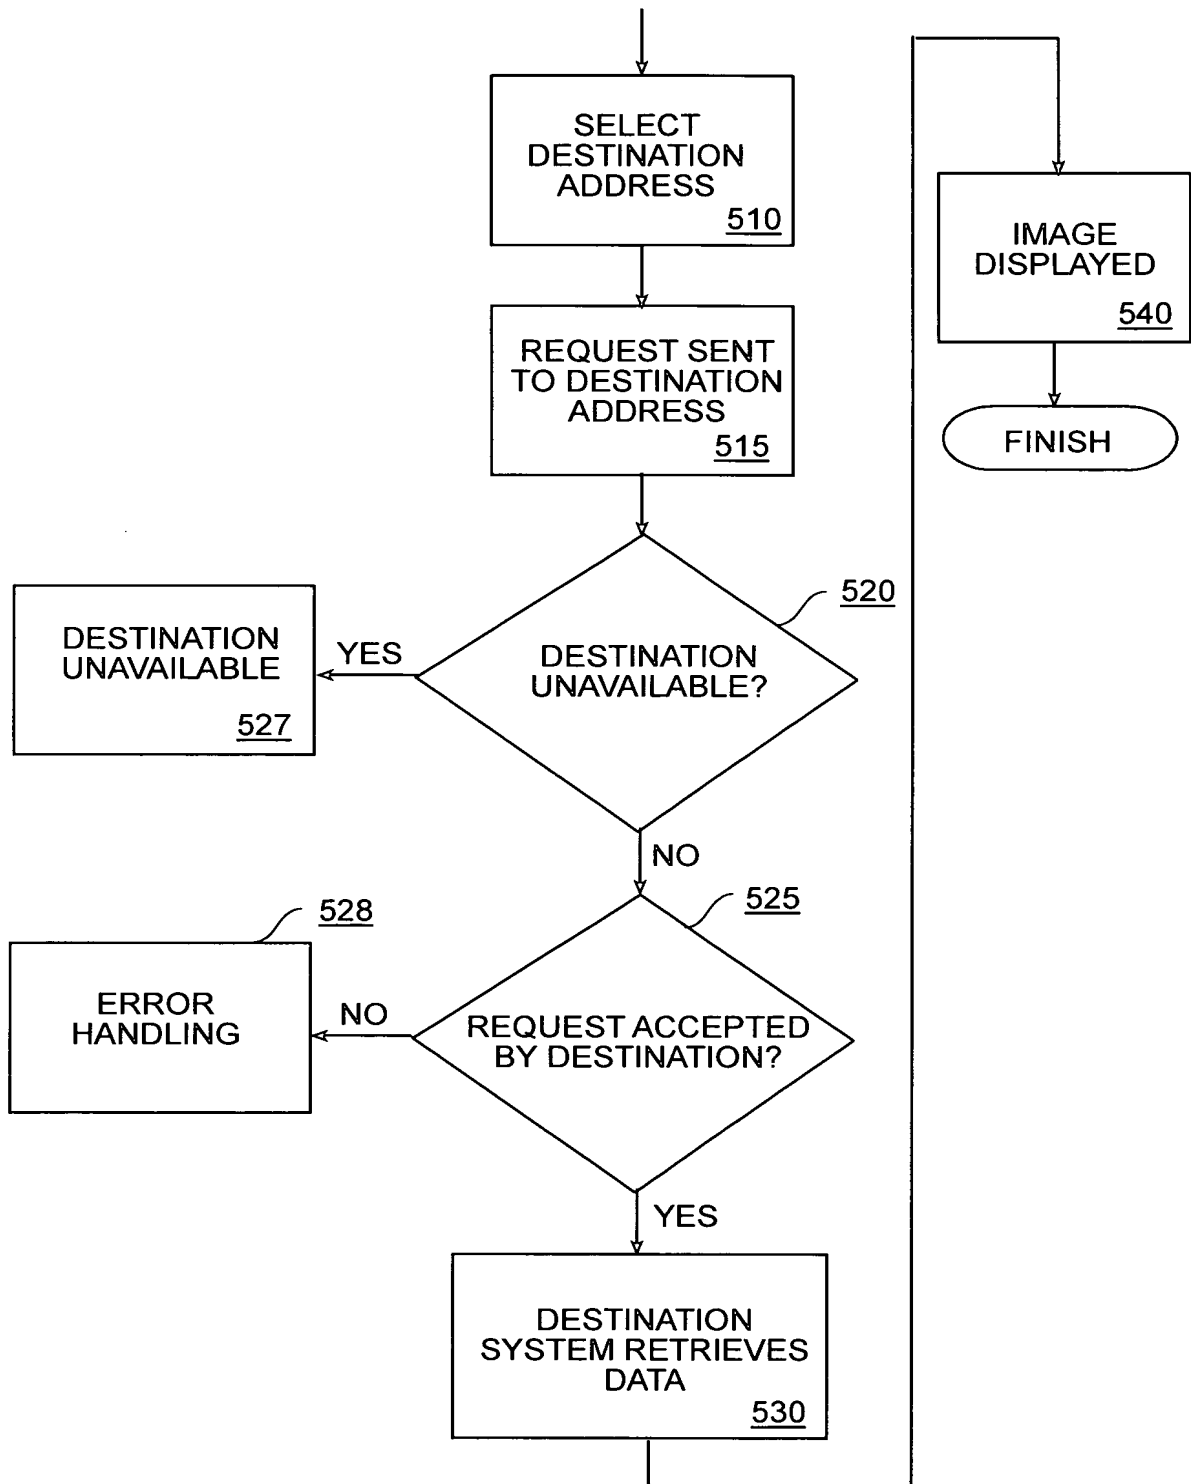 SELECT
DESTINATION
ADDRESS
510
REQUEST SENT
TO DESTINATION
ADDRESS
515
520
DESTINATION
UNAVAILABLE?
YES
DESTINATION
UNAVAILABLE
527
NO
525
REQUEST ACCEPTED
BY DESTINATION?
NO
528
ERROR
HANDLING
YES
DESTINATION
SYSTEM RETRIEVES
DATA
530
IMAGE
DISPLAYED
540
FINISH